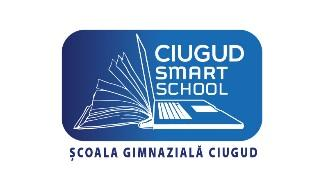 CIUGUD
SMART
SCHOOL
ȘCOALA GIMNAZIALĂ CIUGUD